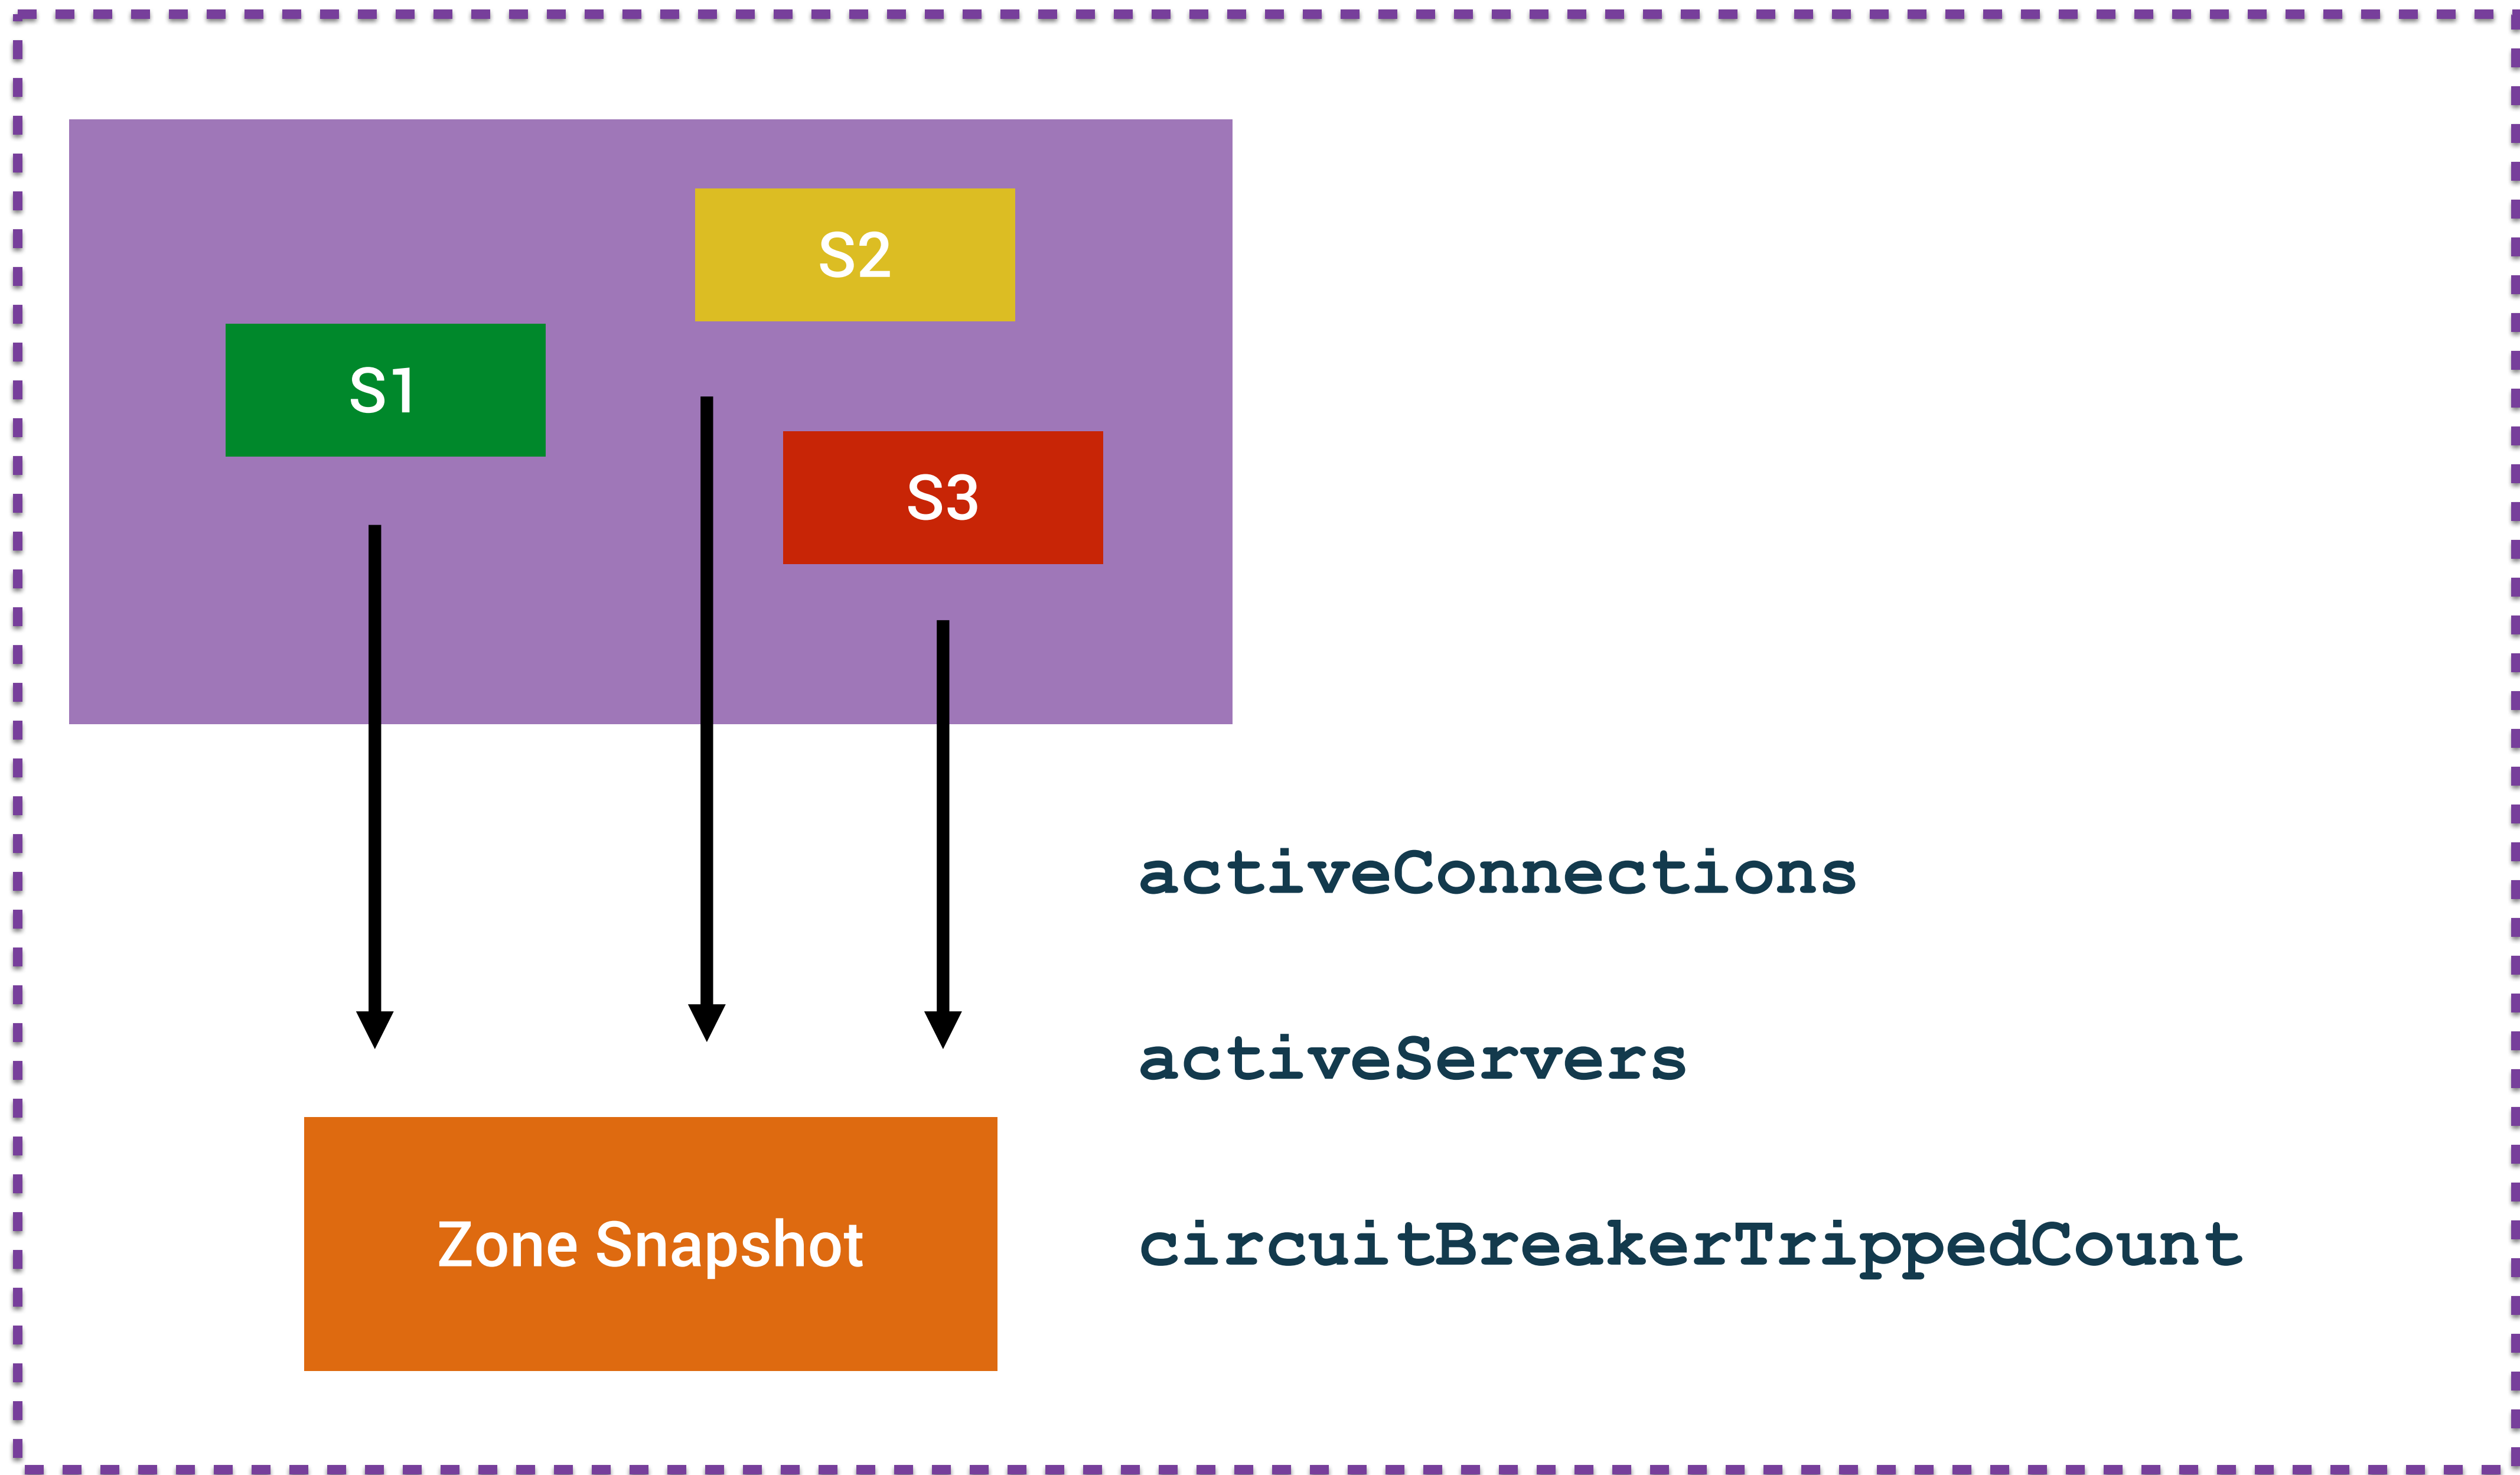 S2
S1
S3
activeConnections
activeServers
Zone Snapshot
circuitBreakerTrippedCount